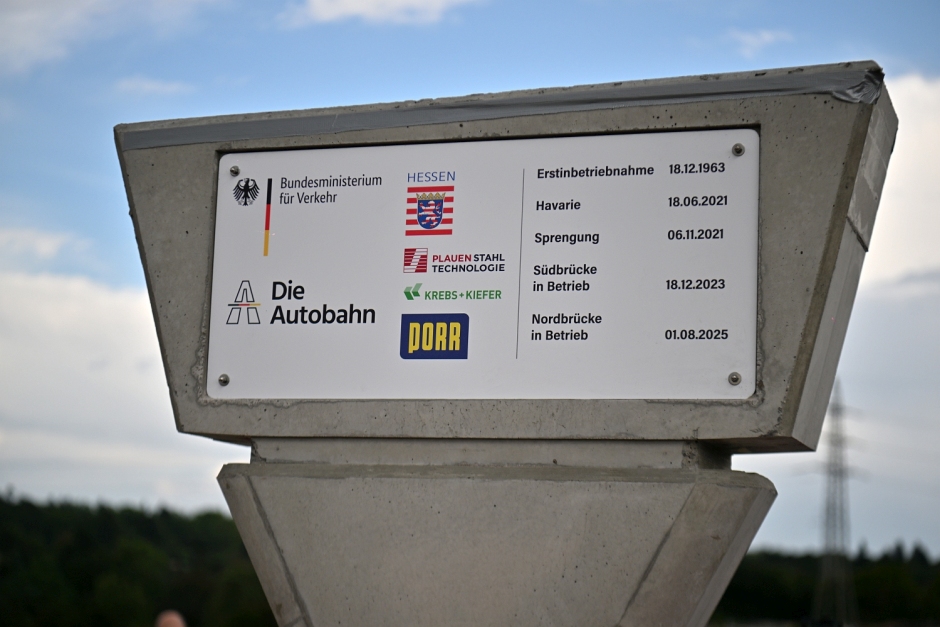 Bundesministerium
für Verkehr
Die
Autobahn
HESSEN
PLAUEN STAHL
TECHNOLOGIE
KREBS+KIEFER
PORR
Erstinbetriebnahme 18.12.1963
Havarie 18.06.2021
Sprengung 06.11.2021
Südbrücke
in Betrieb 18.12.2023
Nordbrücke
in Betrieb 01.08.2025